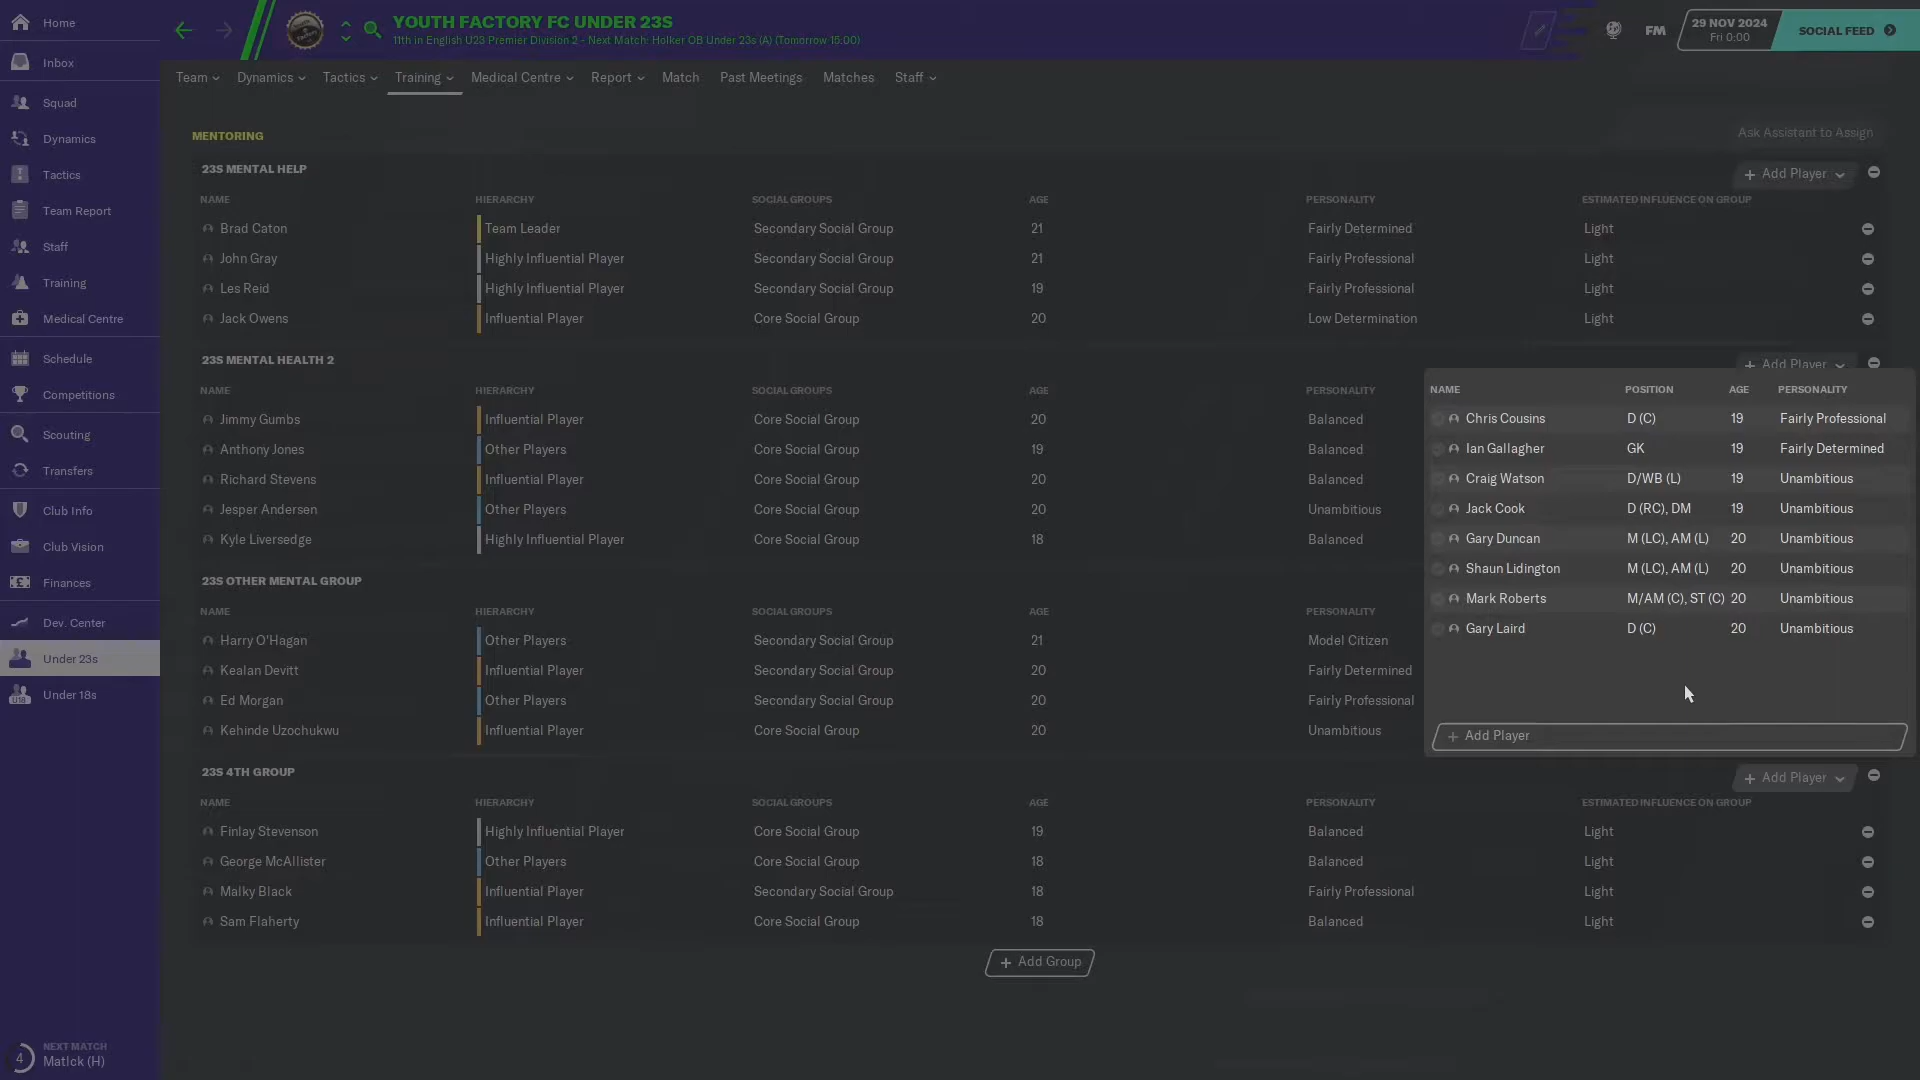 Home
YOUTH FACTORY FC UNDER 23S
11th in English U23 Premier Division 2 - Next Match: Holker OB Under 23s (A) (Tomorrow 15:00)
FM
29 NOV 2024
Fri 0:00
SOCIAL FEED
Inbox
Team Dynamics Tactics Training Medical Centre Report Match Past Meetings Matches Staff
Squad
Dynamics
Tactics
Team Report
Staff
Training
Medical Centre
Schedule
Competitions
Scouting
Transfers
Club Info
Club Vision
Finances
Dev. Center
Under 23s
U18
Under 18s
4
NEXT MATCH
Matlck (H)
MENTORING
Ask Assistant to Assign
23S MENTAL HELP
+ Add Player
NAME HIERARCHY SOCIAL GROUPS AGE PERSONALITY ESTIMATED INFLUENCE ON GROUP
Brad Caton Team Leader Secondary Social Group 21 Fairly Determined Light
John Gray Highly Influential Player Secondary Social Group 21 Fairly Professional Light
Les Reid Highly Influential Player Secondary Social Group 19 Fairly Professional Light
Jack Owens Influential Player Core Social Group 20 Low Determination Light
23S MENTAL HEALTH 2
+ Add Player
NAME HIERARCHY SOCIAL GROUPS AGE PERSONALITY
Jimmy Gumbs Influential Player Core Social Group 20 Balanced
Anthony Jones Other Players Core Social Group 19 Balanced
Richard Stevens Influential Player Core Social Group 20 Balanced
Jesper Andersen Other Players Core Social Group 20 Unambitious
Kyle Liversedge Highly Influential Player Core Social Group 18 Balanced
23S OTHER MENTAL GROUP
NAME HIERARCHY SOCIAL GROUPS AGE PERSONALITY
Harry O'Hagan Other Players Secondary Social Group 21 Model Citizen
Kealan Devitt Influential Player Secondary Social Group 20 Fairly Determined
Ed Morgan Other Players Secondary Social Group 20 Fairly Professional
Kehinde Uzochukwu Influential Player Core Social Group 20 Unambitious
NAME POSITION AGE PERSONALITY
Chris Cousins D (C) 19 Fairly Professional
Ian Gallagher GK 19 Fairly Determined
Craig Watson D/WB (L) 19 Unambitious
Jack Cook D (RC), DM 19 Unambitious
Gary Duncan M (LC), AM (L) 20 Unambitious
Shaun Lidington M (LC), AM (L) 20 Unambitious
Mark Roberts M/AM (C), ST (C) 20 Unambitious
Gary Laird D (C) 20 Unambitious
+ Add Player
23S 4TH GROUP
+ Add Player
NAME HIERARCHY SOCIAL GROUPS AGE PERSONALITY ESTIMATED INFLUENCE ON GROUP
Finlay Stevenson Highly Influential Player Core Social Group 19 Balanced Light
George McAllister Other Players Core Social Group 18 Balanced Light
Malky Black Influential Player Secondary Social Group 18 Fairly Professional Light
Sam Flaherty Influential Player Core Social Group 18 Balanced Light
+ Add Group